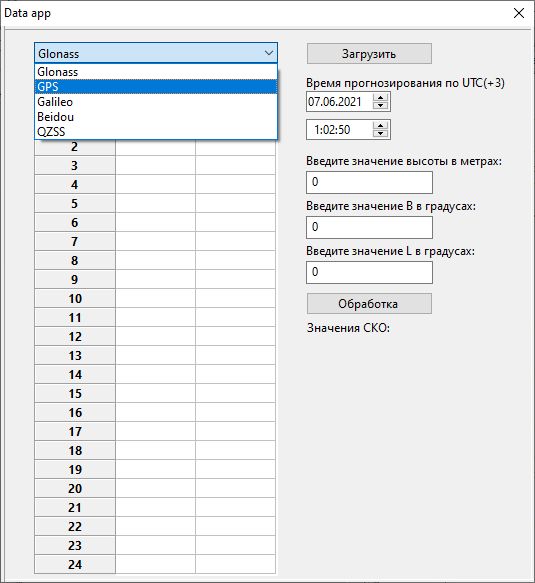 Data app
Glonass
Glonass
GPS
Galileo
Beidou
QZSS
2
3
4
5
6
7
8
9
10
11
12
13
14
15
16
17
18
19
20
21
22
23
24
Загрузить
Время прогнозирования по UTC(+3)
07.06.2021
1:02:50
Введите значение высоты в метрах:
0
Введите значение B в градусах:
0
Введите значение L в градусах:
0
Обработка
Значения СКО: